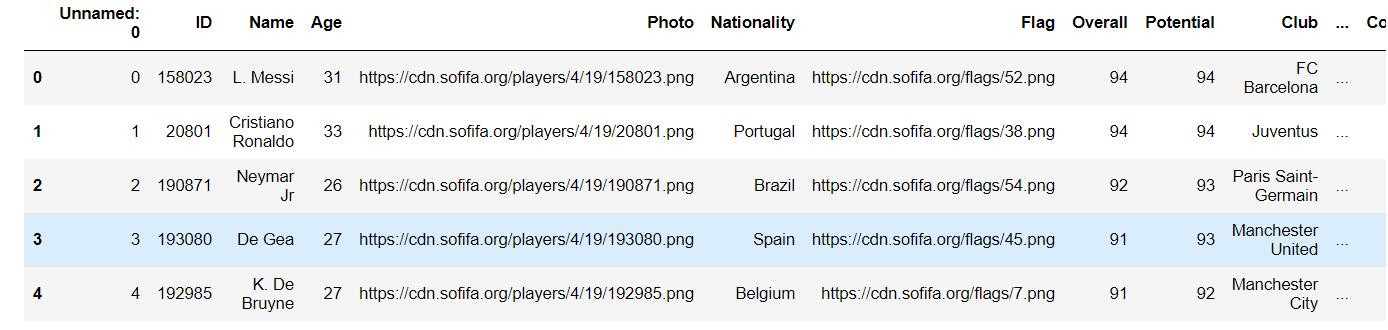 Unnamed: 0 ID Name Age Photo Nationality Flag Overall Potential Club ... Co
0 0 158023 L. Messi 31 https://cdn.sofifa.org/players/4/19/158023.png Argentina https://cdn.sofifa.org/flags/52.png 94 94 FC Barcelona ...
1 1 20801 Cristiano Ronaldo 33 https://cdn.sofifa.org/players/4/19/20801.png Portugal https://cdn.sofifa.org/flags/38.png 94 94 Juventus ...
2 2 190871 Neymar Jr 26 https://cdn.sofifa.org/players/4/19/190871.png Brazil https://cdn.sofifa.org/flags/54.png 92 93 Paris Saint-Germain ...
3 3 193080 De Gea 27 https://cdn.sofifa.org/players/4/19/193080.png Spain https://cdn.sofifa.org/flags/45.png 91 93 Manchester United ...
4 4 192985 K. De Bruyne 27 https://cdn.sofifa.org/players/4/19/192985.png Belgium https://cdn.sofifa.org/flags/7.png 91 92 Manchester City ...